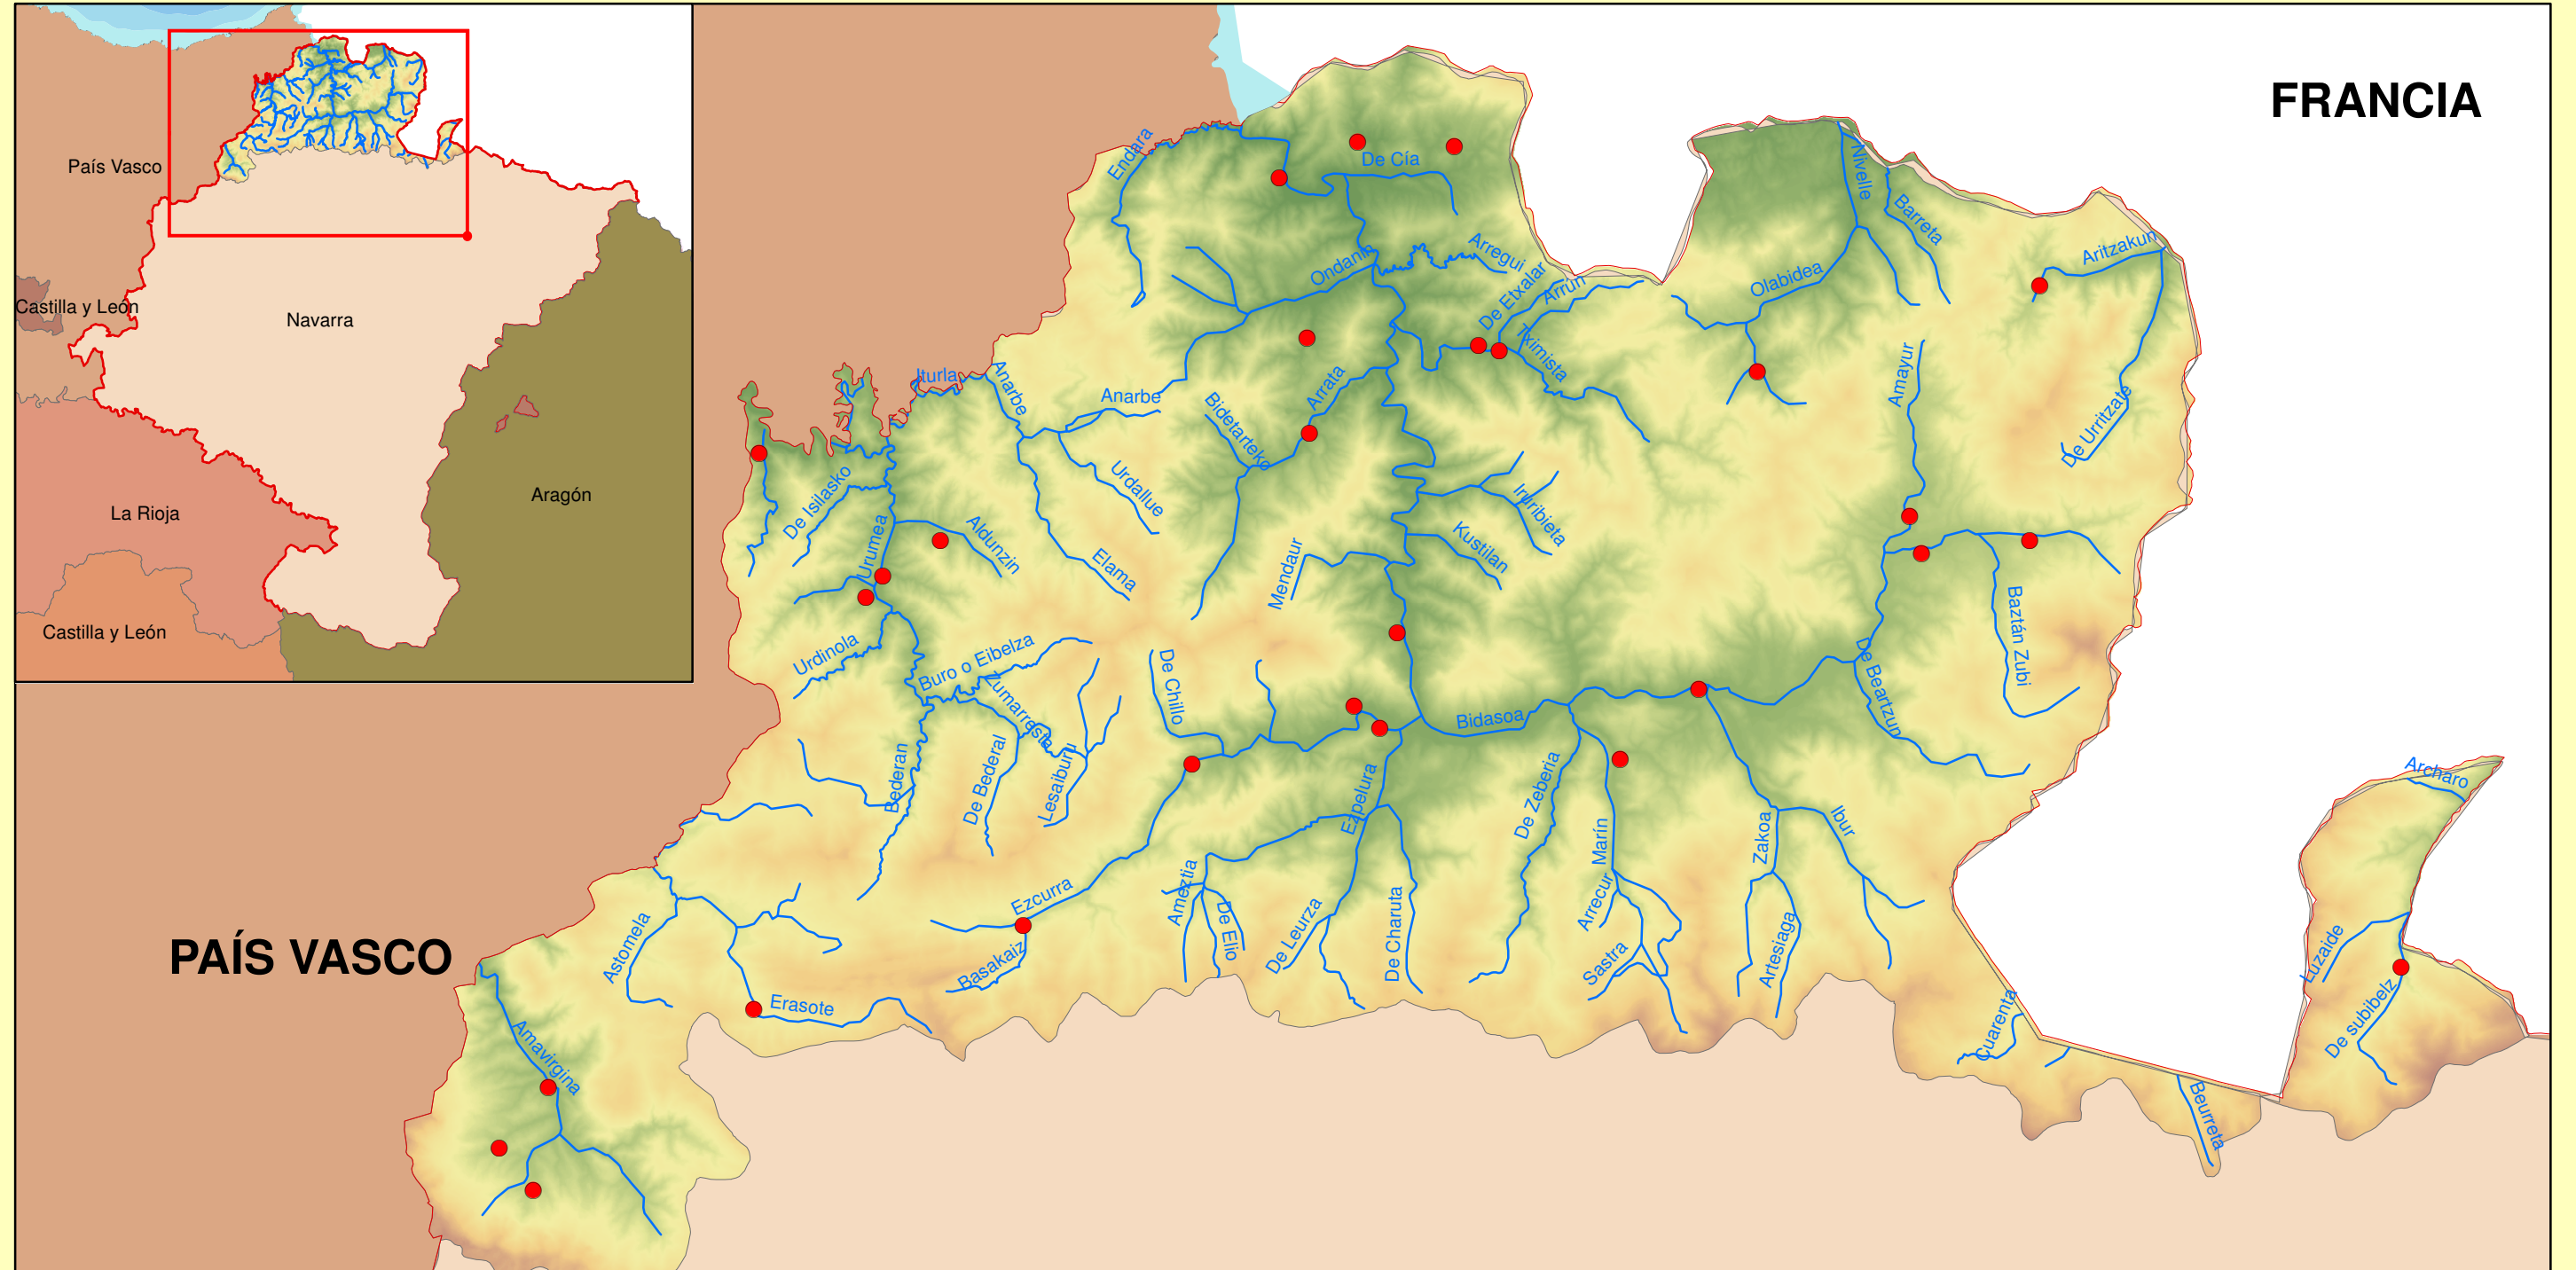 FRANCIA
PAÍS VASCO
País Vasco
Castilla y León
Navarra
La Rioja
Aragón
Castilla y León
Endara
De Cía
Nivelle
Barreta
Aritzakun
Ondanin
Arregui
De Etxalar
Arrún
Olabidea
Tximista
Iturla
Anarbe
Anarbe
Bidetarteko
Arrata
Amayur
De Urritzate
De Isilasko
Urdallue
Irurbieta
Urumea
Aldunzin
Elama
Mendaur
Kustilan
Baztán Zubi
Urdinola
Buro o Eibelza
Zumarresta
De Chillo
De Beartzun
Bidasoa
Bederan
De Bederal
Lesaiburu
Ezpelura
De Zeberia
Marín
Zakoa
Ibur
Archaro
Ezcurra
Ameztia
De Elio
De Leurza
De Charuta
Arrecur
Sastra
Artesiaga
Astomela
Basakaiz
Erasote
Luzaide
De subibelz
Cuarenta
Amavirgina
Beurreta